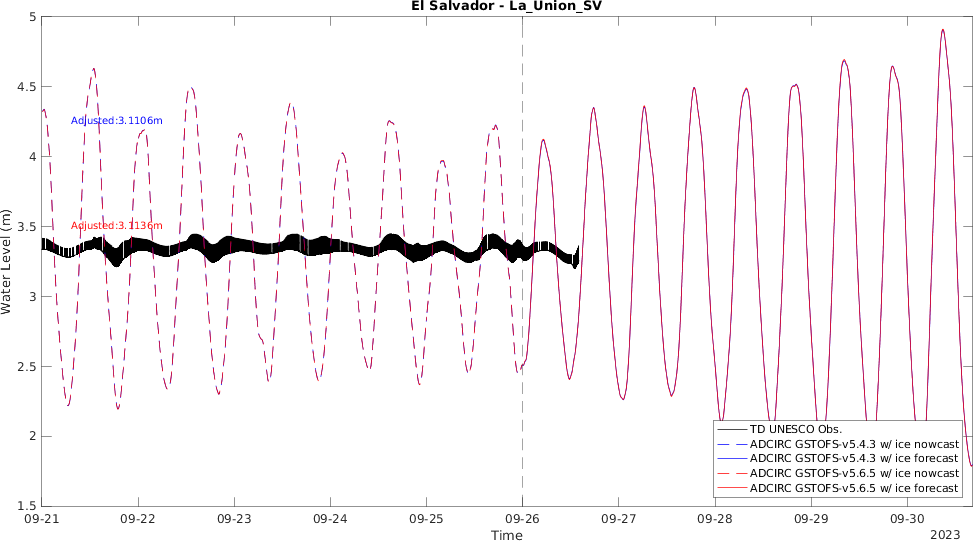 El Salvador - La_Union_SV
5
4.5
4
3.5
3
2.5
2
1.5
Water Level (m)
Adjusted:3.1106m
Adjusted:3.1136m
TD UNESCO Obs.
ADCIRC GSTOFS-v5.4.3 w/ ice nowcast
ADCIRC GSTOFS-v5.4.3 w/ ice forecast
ADCIRC GSTOFS-v5.6.5 w/ ice nowcast
ADCIRC GSTOFS-v5.6.5 w/ ice forecast
09-21 09-22 09-23 09-24 09-25 09-26 09-27 09-28 09-29 09-30
Time
2023